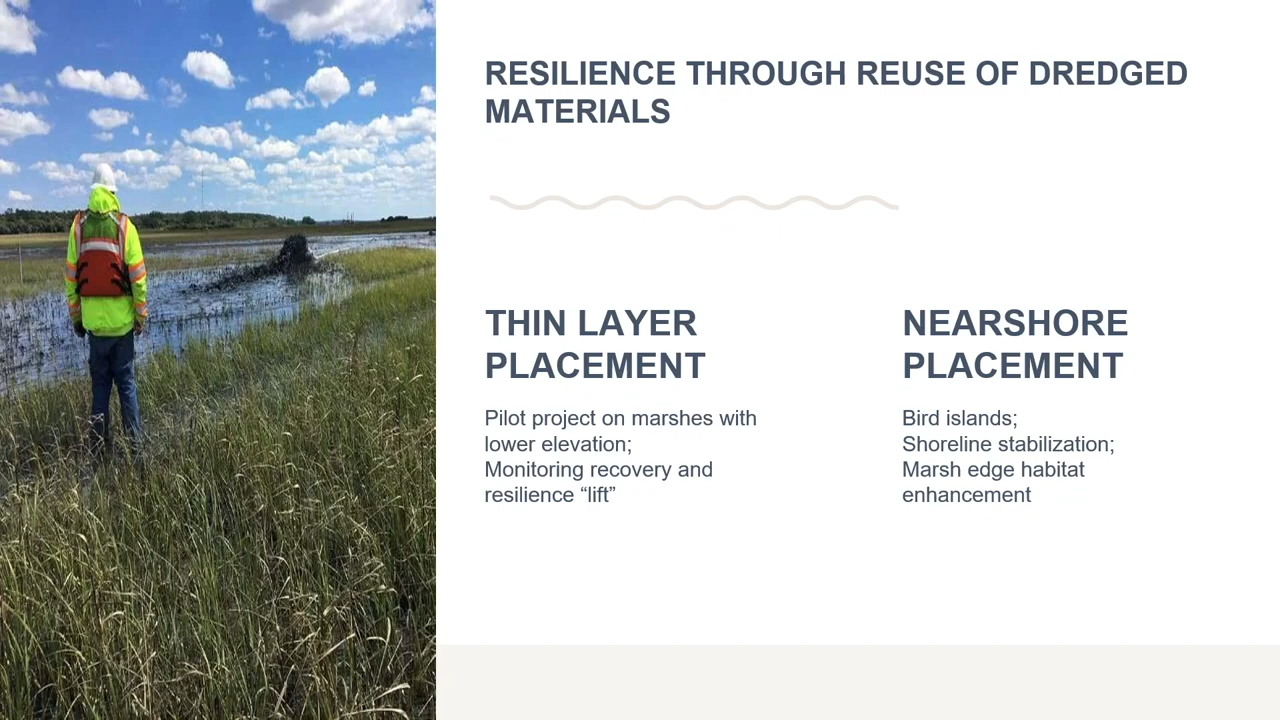 RESILIENCE THROUGH REUSE OF DREDGED
MATERIALS
THIN LAYER
PLACEMENT
Pilot project on marshes with
lower elevation;
Monitoring recovery and
resilience “lift”
NEARSHORE
PLACEMENT
Bird islands;
Shoreline stabilization;
Marsh edge habitat
enhancement